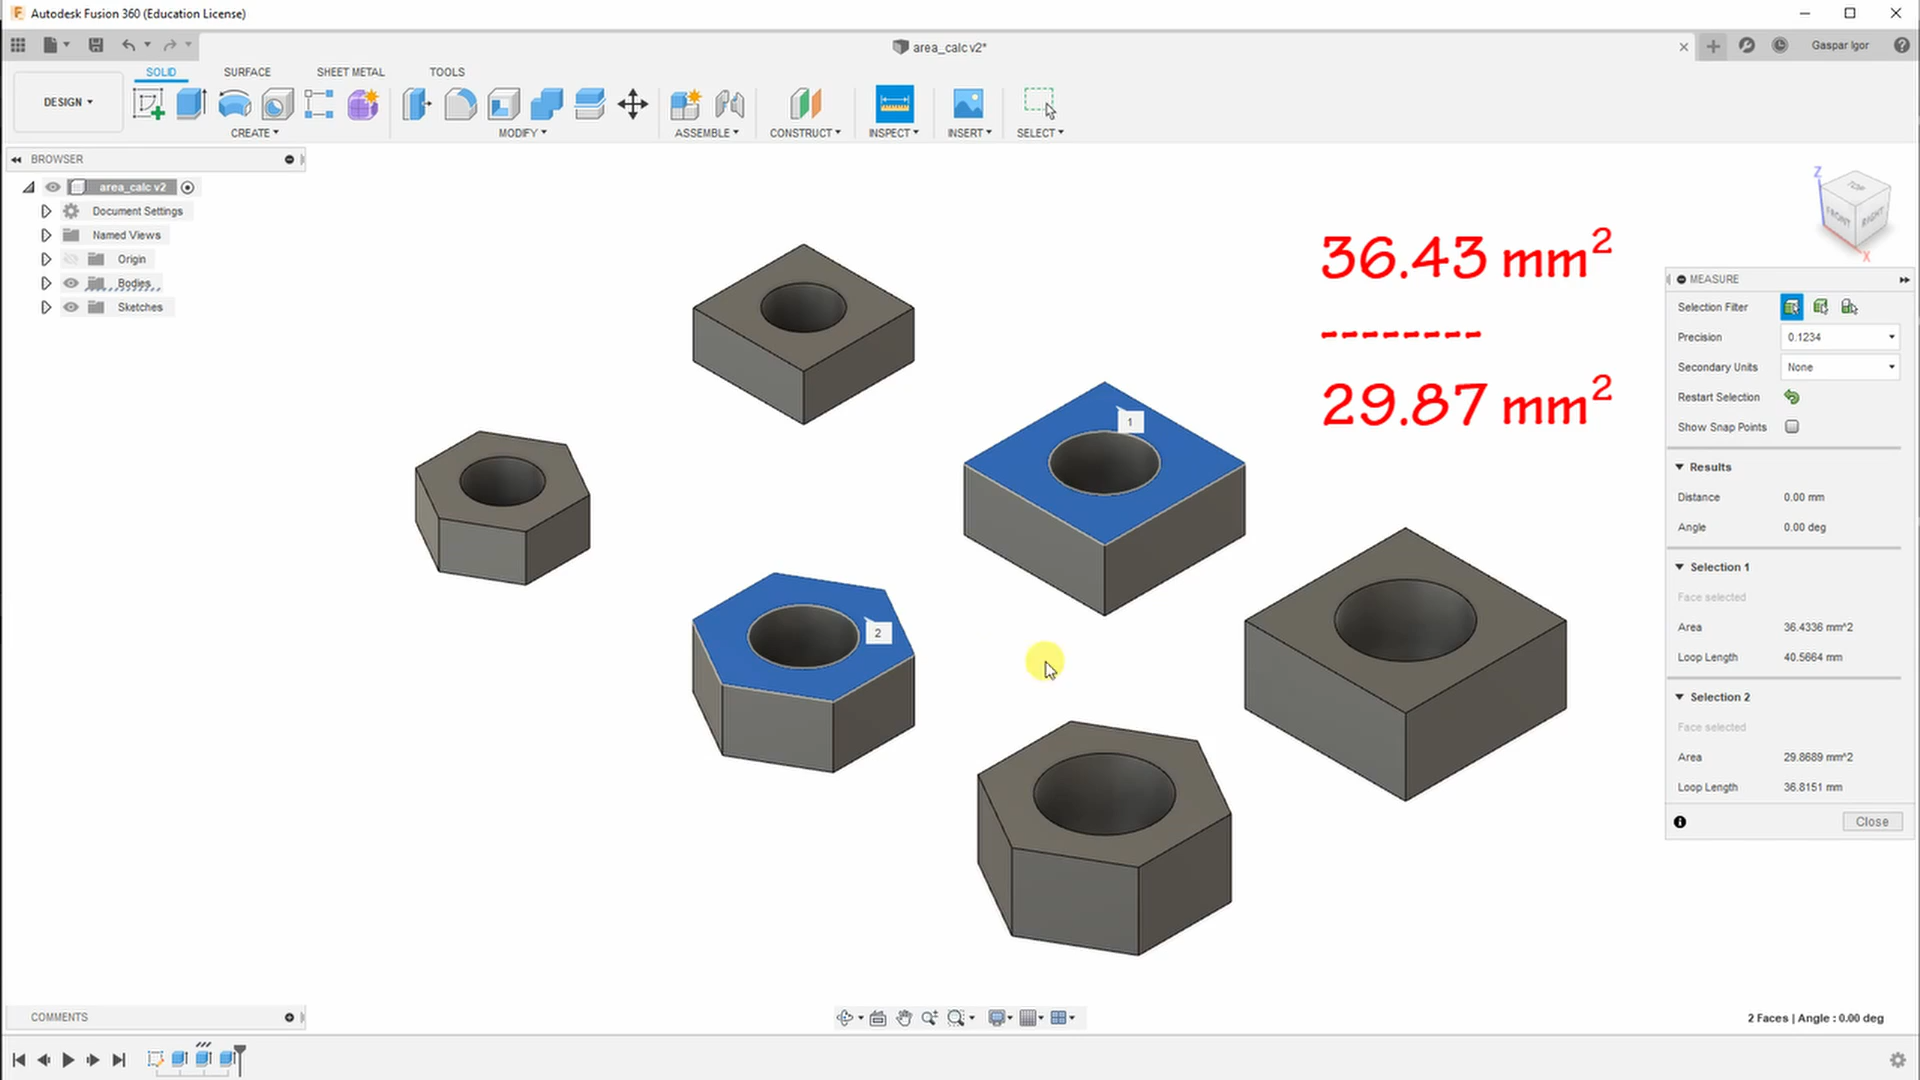 Autodesk Fusion 360 (Education License)
area_calc v2*
Gaspar Igor
SOLID SURFACE SHEET METAL TOOLS
DESIGN
CREATE MODIFY ASSEMBLE CONSTRUCT INSPECT INSERT SELECT
BROWSER
area_calc v2
Document Settings
Named Views
Origin
Bodies
Sketches
TOP
FRONT
RIGHT
Z
X
36.43 mm²
--------
29.87 mm²
1
2
MEASURE
Selection Filter
Precision 0.1234
Secondary Units None
Restart Selection
Show Snap Points
Results
Distance 0.00 mm
Angle 0.00 deg
Selection 1
Face selected
Area 36.4336 mm^2
Loop Length 40.5664 mm
Selection 2
Face selected
Area 29.8689 mm^2
Loop Length 36.8151 mm
Close
COMMENTS
2 Faces | Angle : 0.00 deg